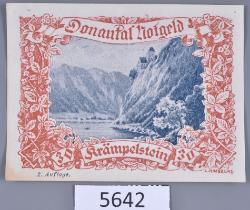 Donautal Notgeld
30 Krämpelstein 30
2. Auflage.
5642